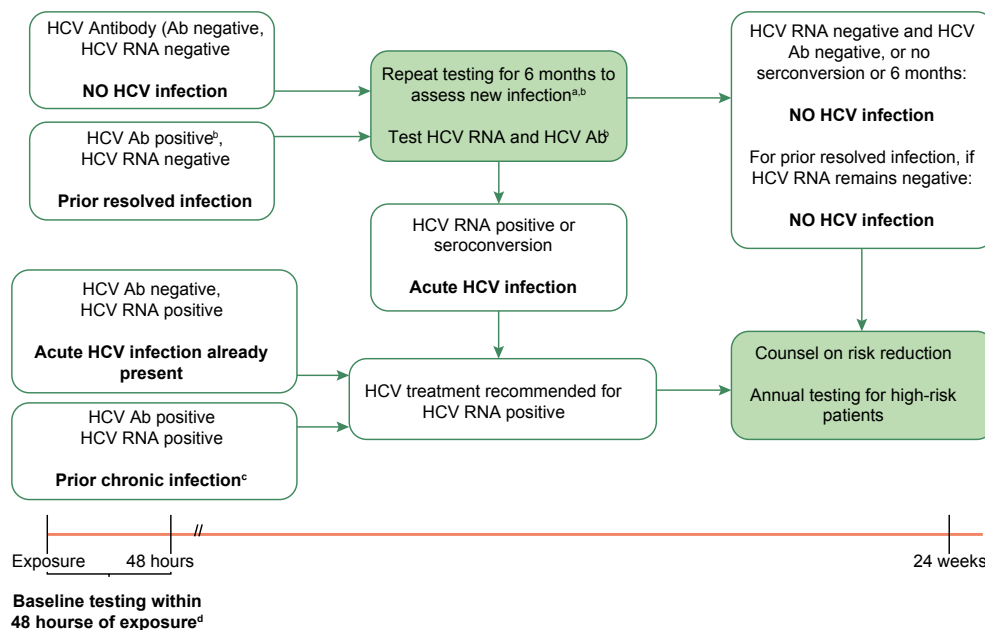 HCV Antibody (Ab negative,
HCV RNA negative
NO HCV infection
HCV Ab positiveᵇ,
HCV RNA negative
Prior resolved infection
Repeat testing for 6 months to
assess new infectionᵃ,ᵇ
Test HCV RNA and HCV Abᵇ
HCV RNA negative and HCV
Ab negative, or no
serconversion or 6 months:
NO HCV infection
For prior resolved infection, if
HCV RNA remains negative:
NO HCV infection
HCV RNA positive or
seroconversion
Acute HCV infection
HCV Ab negative,
HCV RNA positive
Acute HCV infection already
present
HCV Ab positive
HCV RNA positive
Prior chronic infectionᶜ
HCV treatment recommended for
HCV RNA positive
Counsel on risk reduction
Annual testing for high-risk
patients
//
Exposure 48 hours 24 weeks
Baseline testing within
48 hourse of exposureᵈ